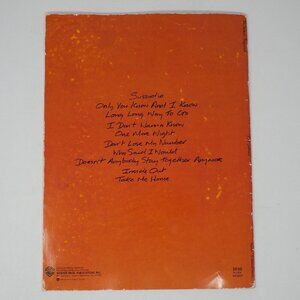 Sussudio
Only You Know And I Know
Long Long Way To Go
I Don't Wanna Know
One More Night
Don't Lose My Number
Who Said I Would
Doesn't Anybody Stay Together Anymore
Inside Out
Take Me Home